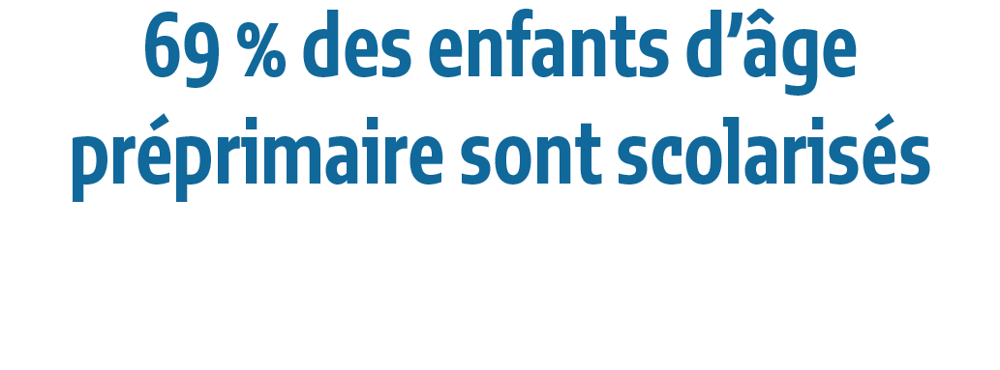 69 % des enfants d’âge
préprimaire sont scolarisés